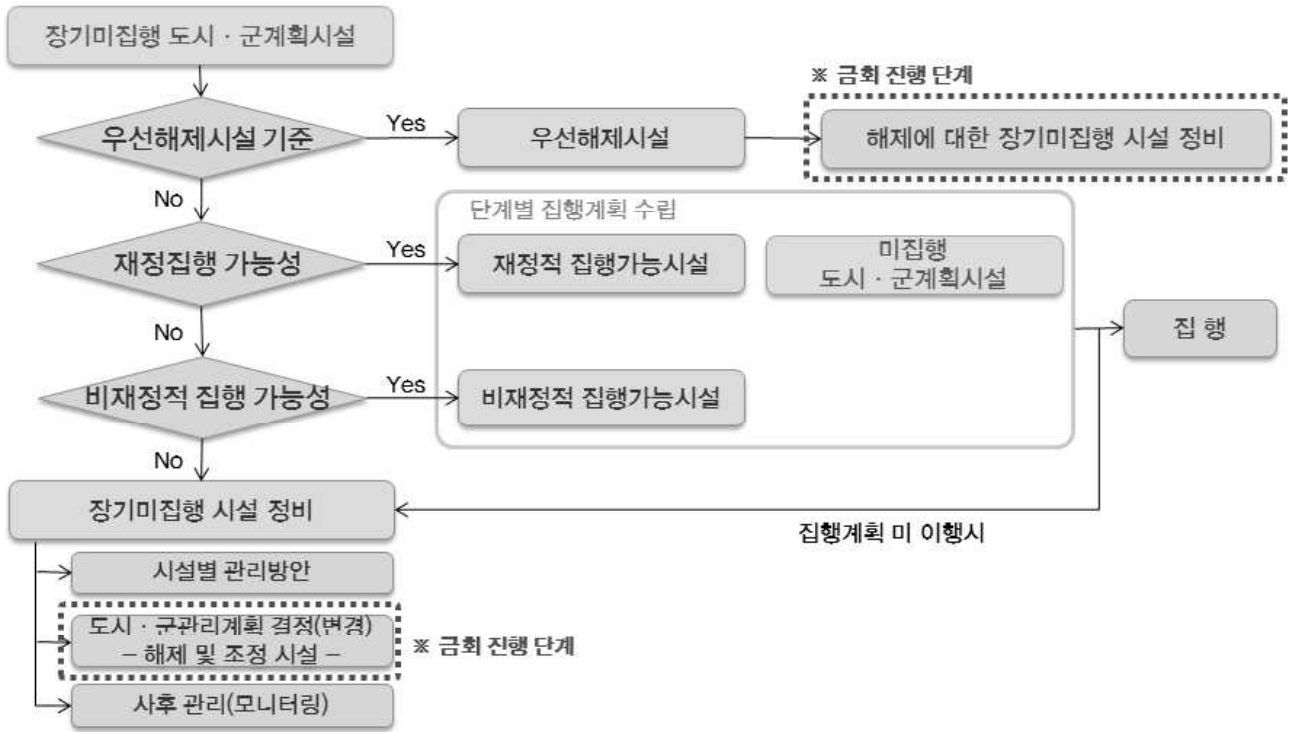 장기미집행 도시 · 군계획시설
※ 금회 진행 단계
우선해제시설 기준
Yes
우선해제시설
해제에 대한 장기미집행 시설 정비
No
단계별 집행계획 수립
재정집행 가능성
Yes
재정적 집행가능시설
미집행
도시 · 군계획시설
집 행
No
비재정적 집행 가능성
Yes
비재정적 집행가능시설
No
장기미집행 시설 정비
집행계획 미 이행시
시설별 관리방안
도시 · 군관리계획 결정(변경)
– 해제 및 조정 시설 –
※ 금회 진행 단계
사후 관리(모니터링)